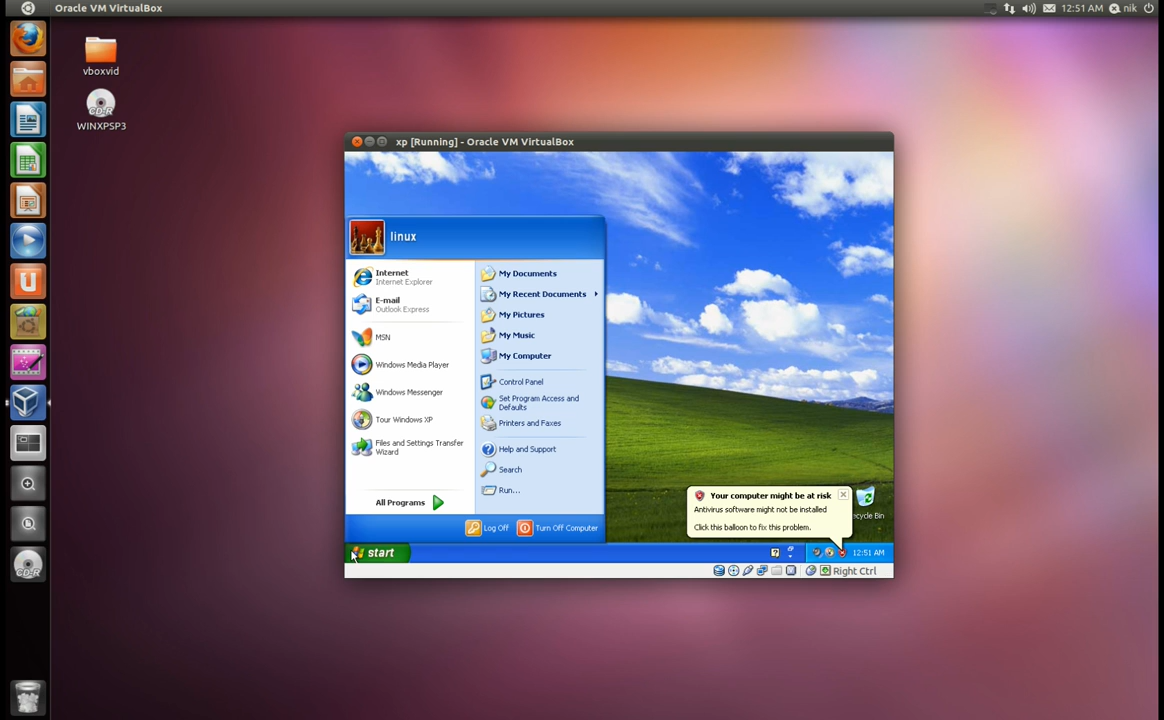 Oracle VM VirtualBox
12:51 AM
nik
vboxvid
CD-R
WINXPSP3
xp [Running] - Oracle VM VirtualBox
linux
Internet
Internet Explorer
E-mail
Outlook Express
MSN
Windows Media Player
Windows Messenger
Tour Windows XP
Files and Settings Transfer
Wizard
All Programs
My Documents
My Recent Documents
My Pictures
My Music
My Computer
Control Panel
Set Program Access and
Defaults
Printers and Faxes
Help and Support
Search
Run...
Log Off
Turn Off Computer
Your computer might be at risk
Antivirus software might not be installed
Click this balloon to fix this problem.
ecycle Bin
start
12:51 AM
Right Ctrl
CD-R